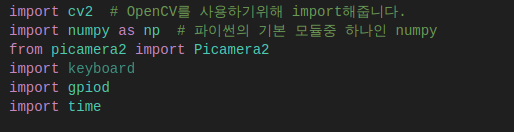 import cv2  # OpenCV를 사용하기위해 import해줍니다.
import numpy as np  # 파이썬의 기본 모듈중 하나인 numpy
from picamera2 import Picamera2
import keyboard
import gpiod
import time